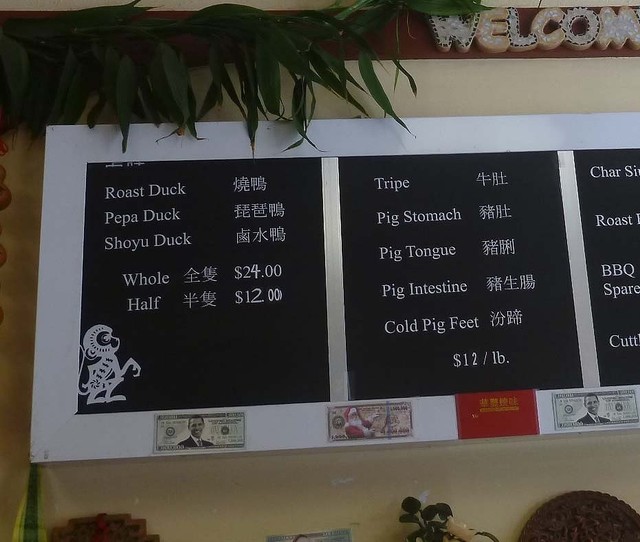 WELCOM
Roast Duck 燒鴨
Pepa Duck 琵琶鴨
Shoyu Duck 鹵水鴨
Whole 全隻 $24.00
Half 半隻 $12.00
Tripe 牛肚
Pig Stomach 豬肚
Pig Tongue 豬脷
Pig Intestine 豬生腸
Cold Pig Feet 汾蹄
$12 / lb.
Char Si
Roast
BBQ
Spare
Cutt